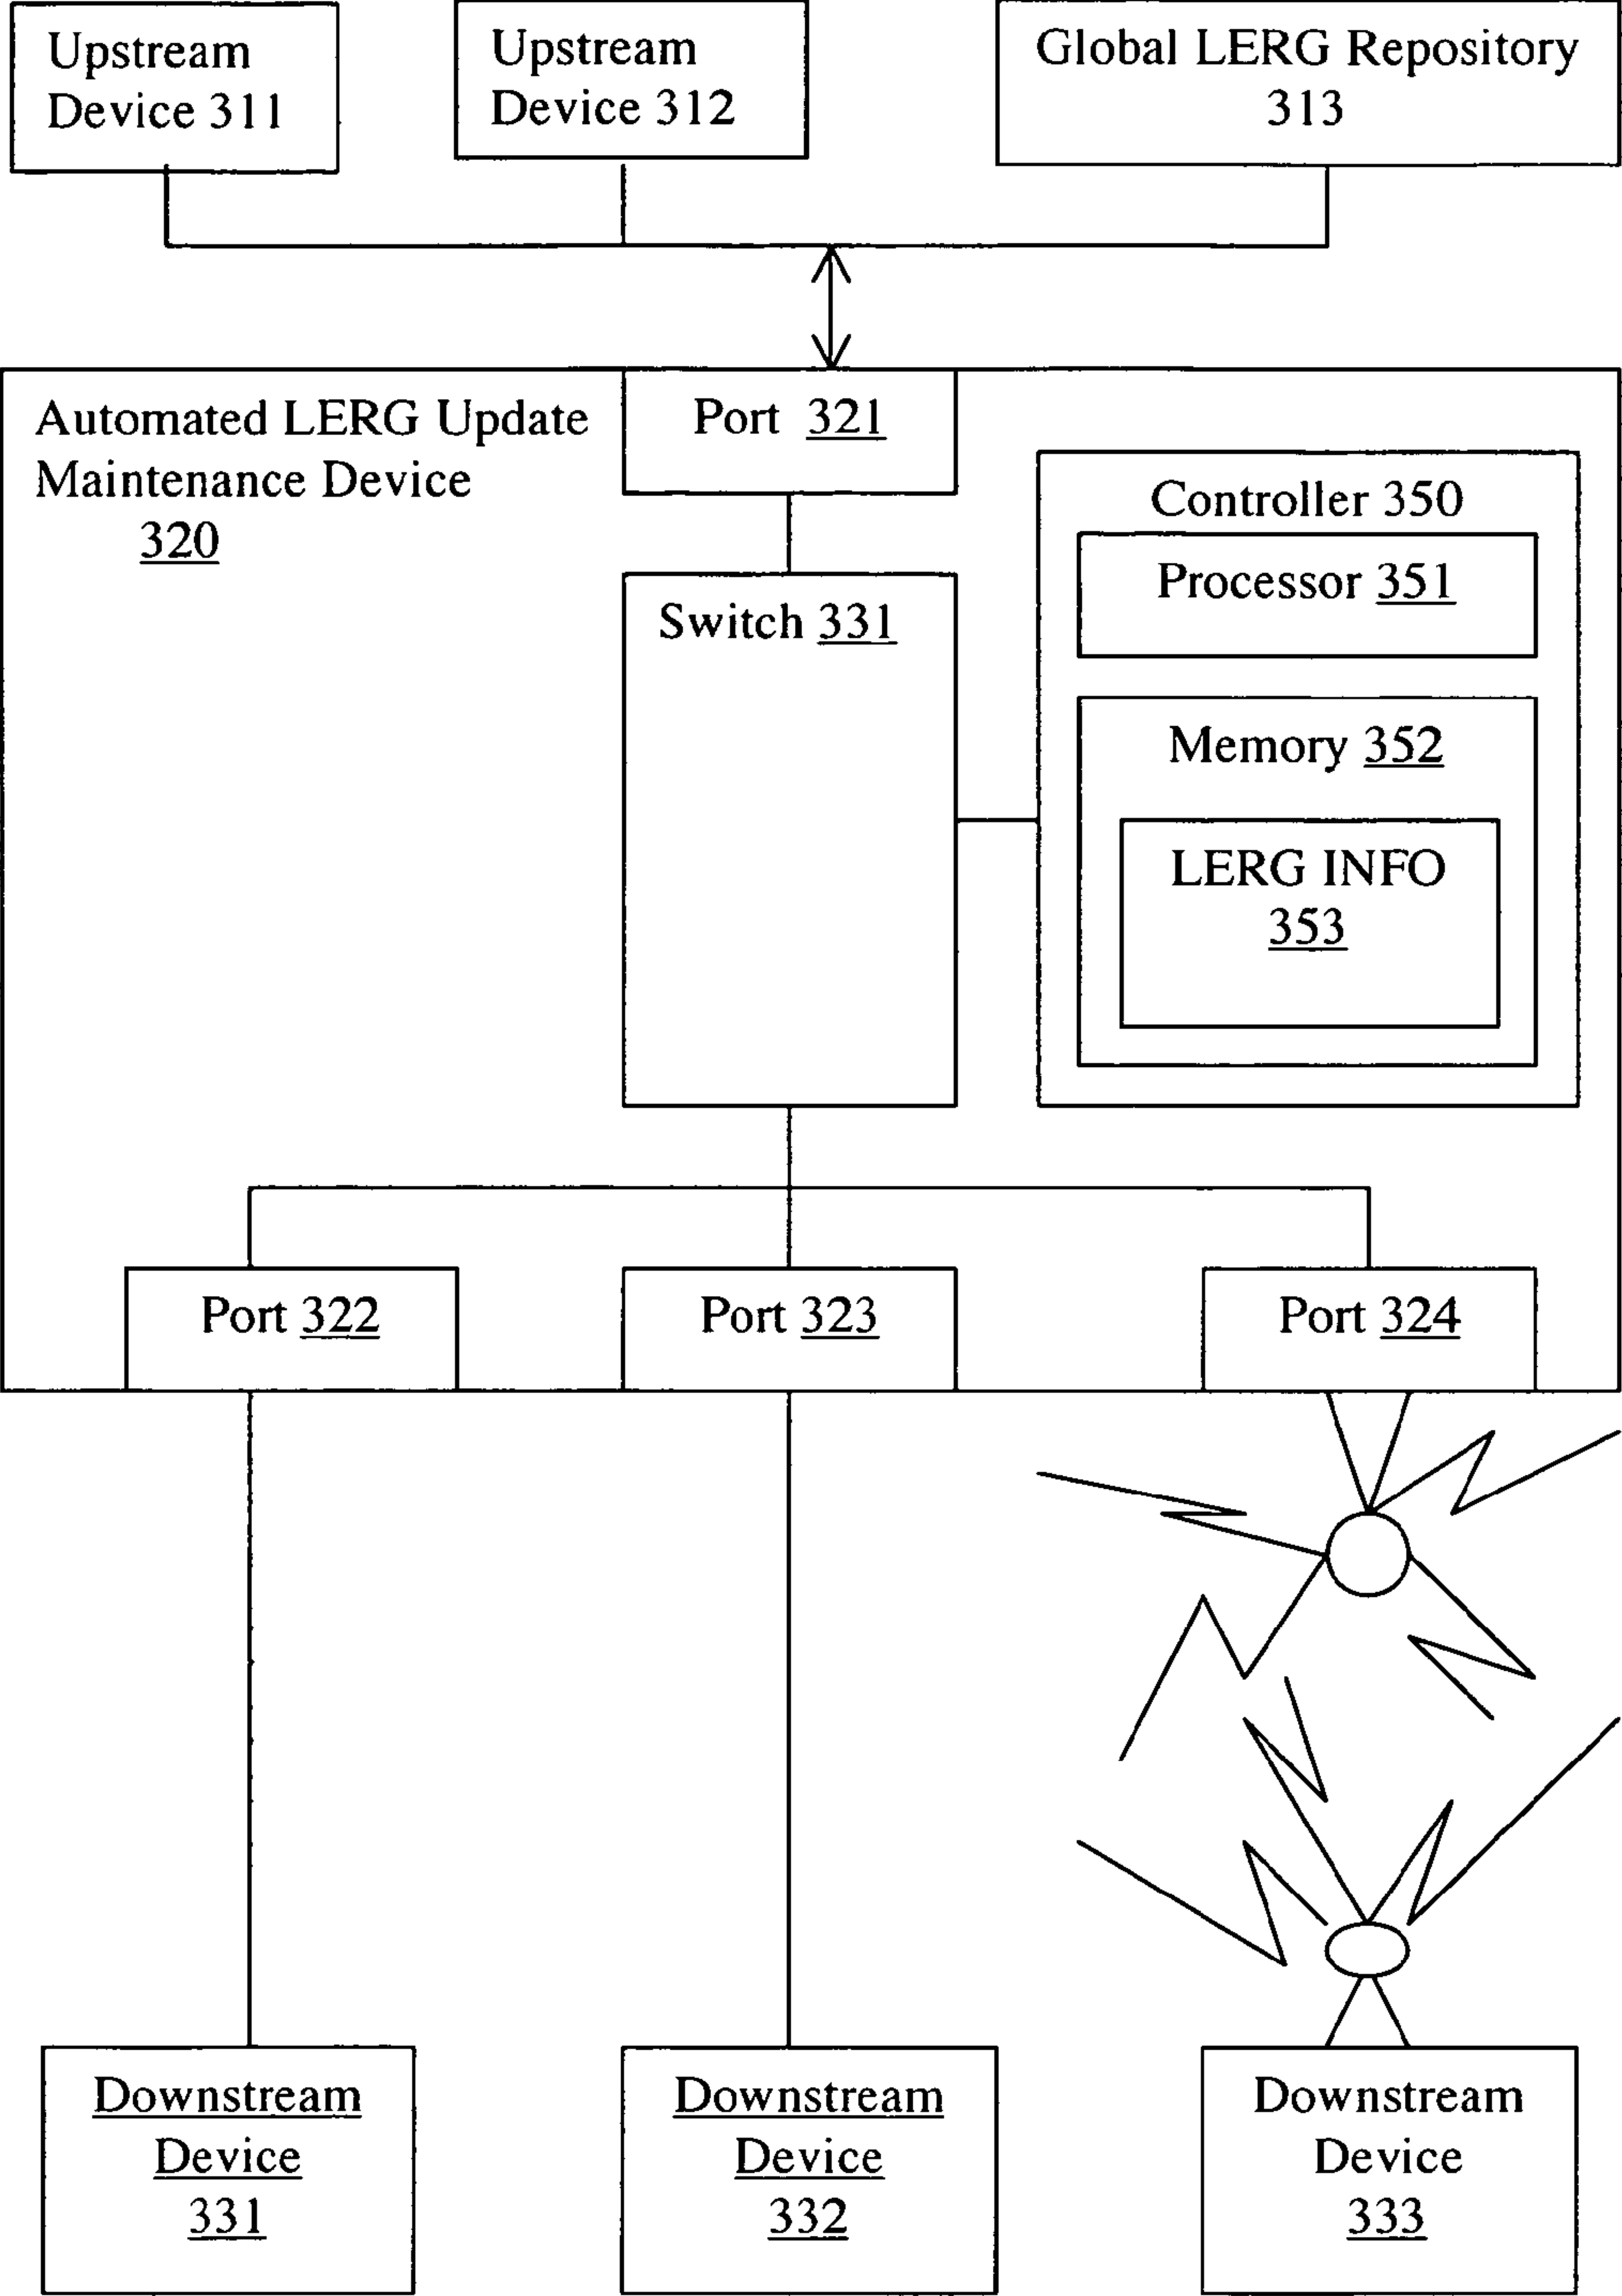 Upstream
Device 311
Upstream
Device 312
Global LERG Repository
313
Automated LERG Update
Maintenance Device
320
Port 321
Controller 350
Processor 351
Switch 331
Memory 352
LERG INFO
353
Port 322
Port 323
Port 324
Downstream
Device
331
Downstream
Device
332
Downstream
Device
333